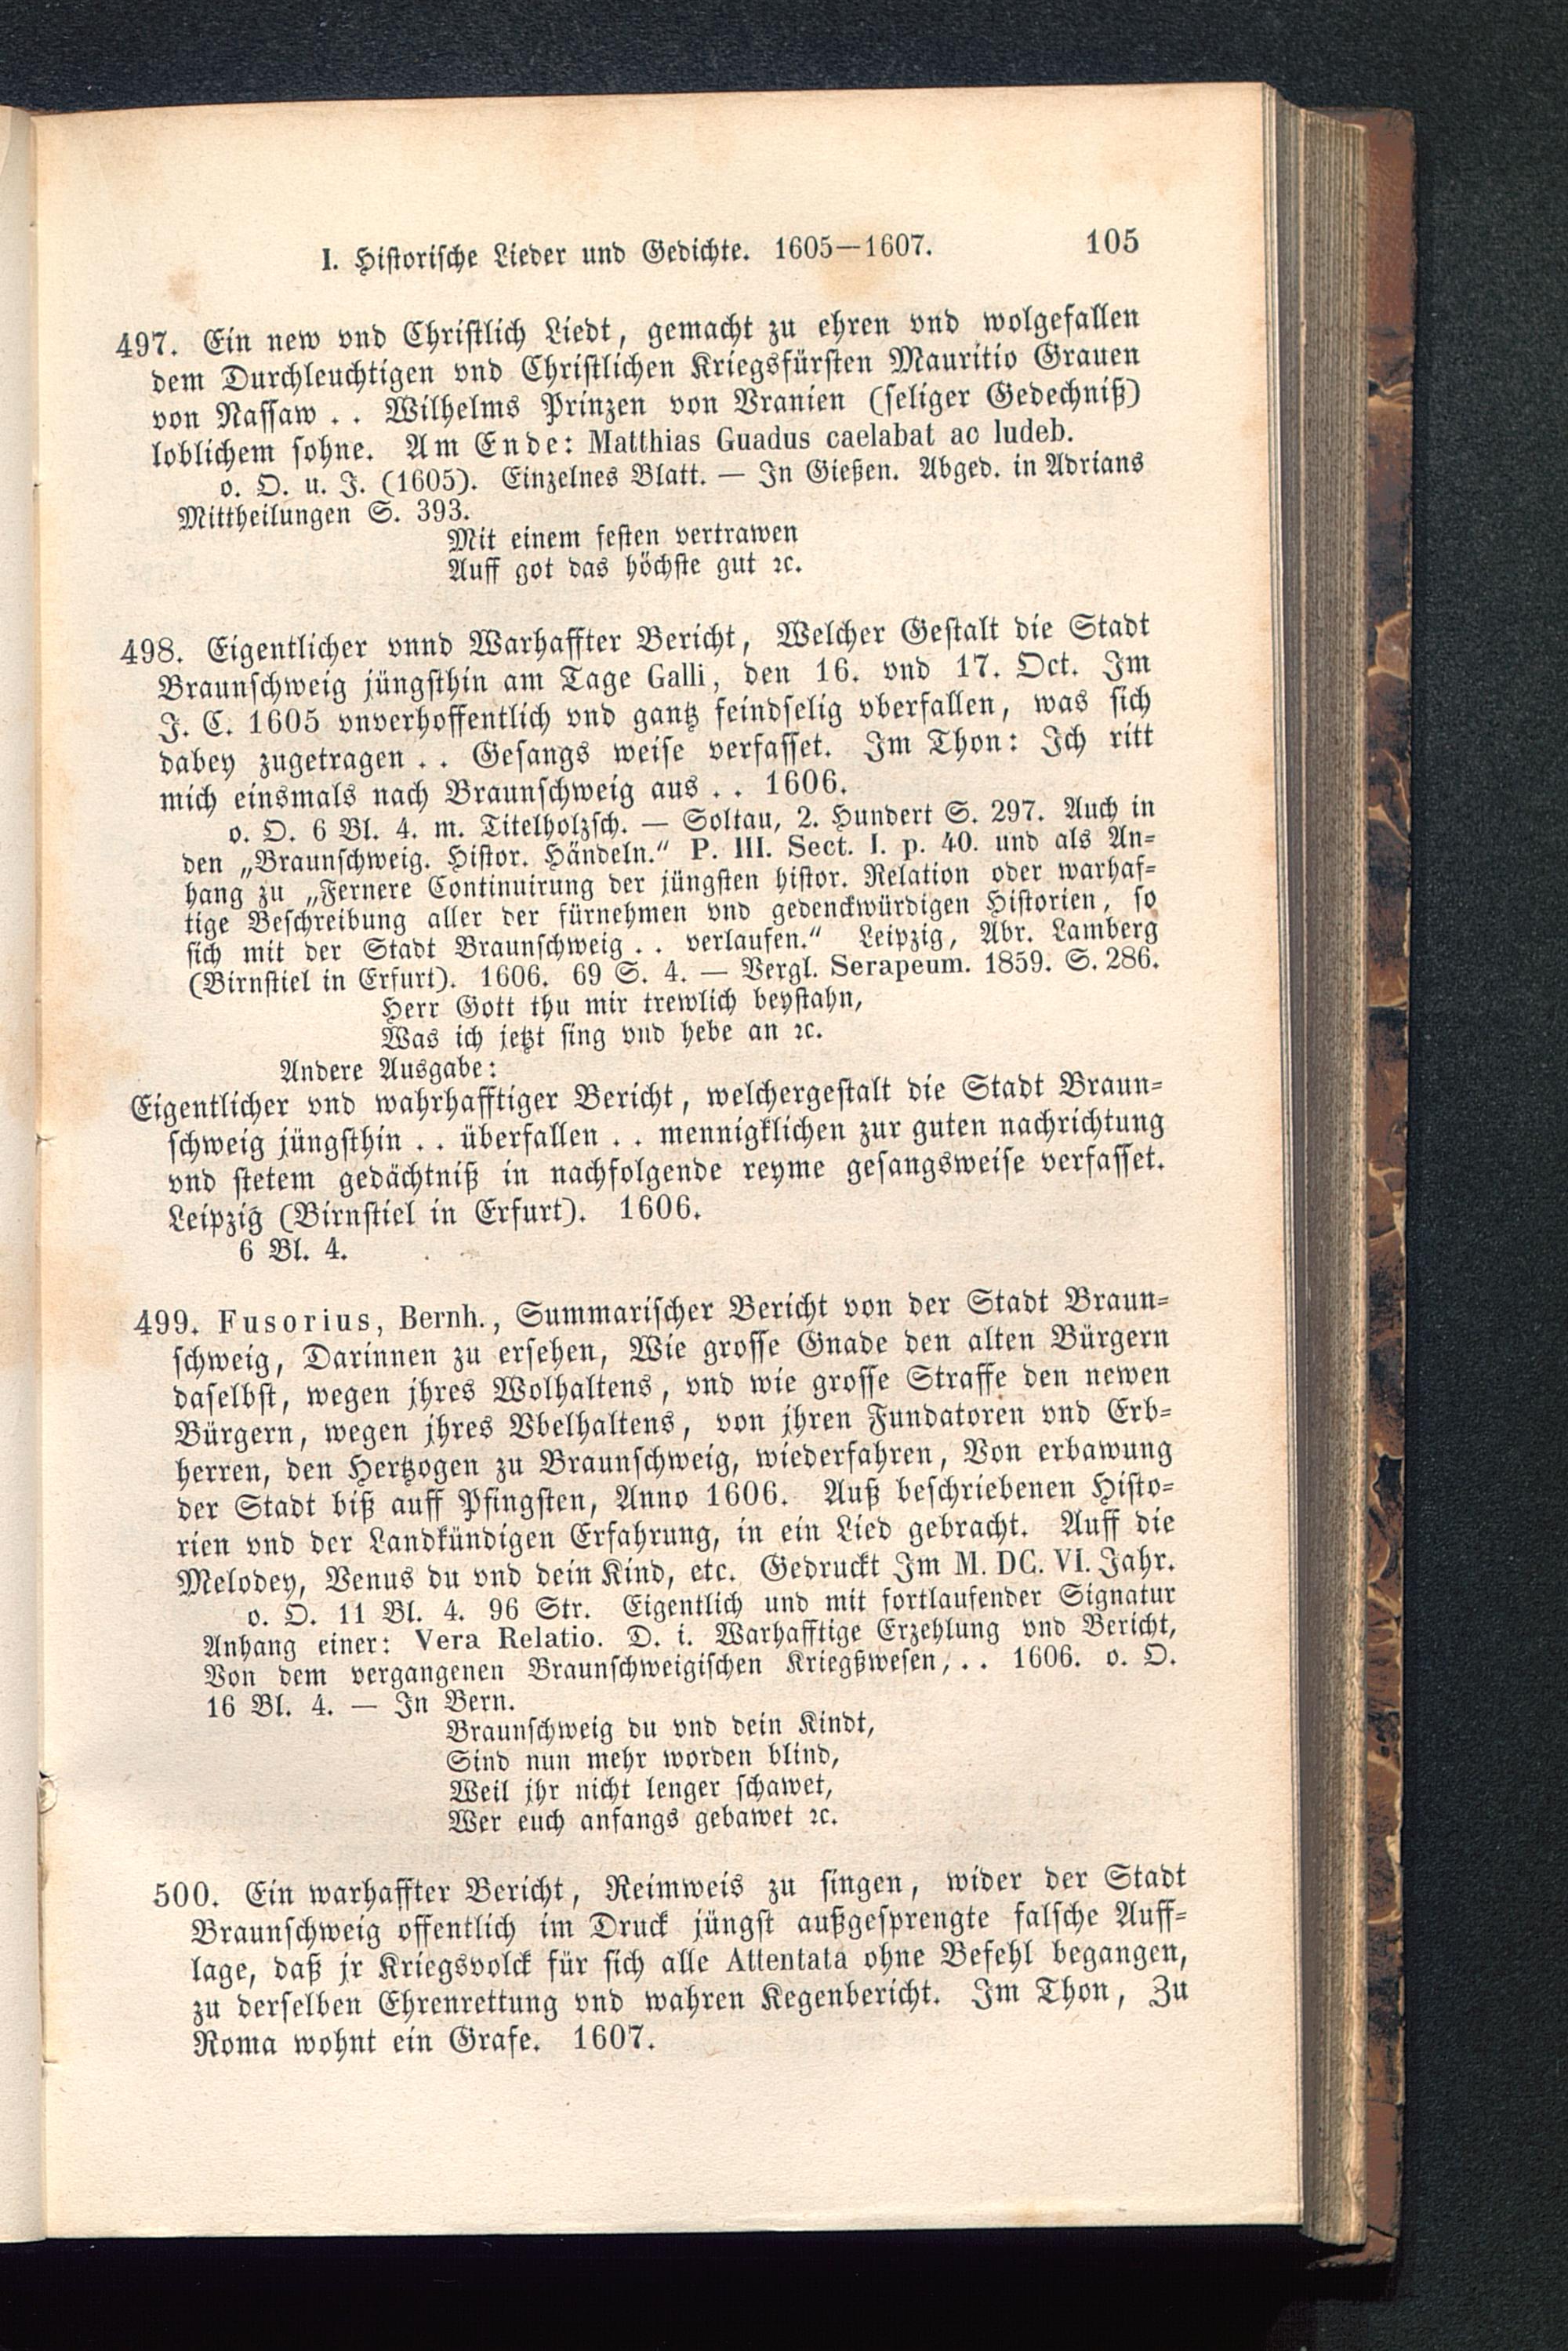 I. Historische Lieder und Gedichte. 1605—1607. 105
497. Ein new vnd Christlich Liedt, gemacht zu ehren vnd wolgefallen
dem Durchleuchtigen vnd Christlichen Kriegsfürsten Mauritio Grauen
von Nassaw . . Wilhelms Prinzen von Vranien (seliger Gedechniß)
loblichem sohne. Am Ende: Matthias Guadus caelabat ac ludeb.
o. O. u. J. (1605). Einzelnes Blatt. — In Gießen. Abged. in Adrians
Mittheilungen S. 393.
Mit einem festen vertrawen
Auff got das höchste gut ꝛc.
498. Eigentlicher vnnd Warhaffter Bericht, Welcher Gestalt die Stadt
Braunschweig jüngsthin am Tage Galli, den 16. vnd 17. Oct. Im
J. C. 1605 vnverhoffentlich vnd gantz feindselig vberfallen, was sich
dabey zugetragen . . Gesangs weise verfasset. Im Thon: Ich ritt
mich einsmals nach Braunschweig aus . . 1606.
o. O. 6 Bl. 4. m. Titelholzsch. — Soltau, 2. Hundert S. 297. Auch in
den „Braunschweig. Histor. Händeln.“ P. III. Sect. I. p. 40. und als An-
hang zu „Fernere Continuirung der jüngsten histor. Relation oder warhaf-
tige Beschreibung aller der fürnehmen vnd gedenckwürdigen Historien, so
sich mit der Stadt Braunschweig . . verlaufen.“ Leipzig, Abr. Lamberg
(Birnstiel in Erfurt). 1606. 69 S. 4. — Vergl. Serapeum. 1859. S. 286.
Herr Gott thu mir trewlich beystahn,
Was ich jetzt sing vnd hebe an ꝛc.
Andere Ausgabe:
Eigentlicher vnd wahrhafftiger Bericht, welchergestalt die Stadt Braun-
schweig jüngsthin . . überfallen . . mennigklichen zur guten nachrichtung
vnd stetem gedächtniß in nachfolgende reyme gesangsweise verfasset.
Leipzig (Birnstiel in Erfurt). 1606.
6 Bl. 4.
499. Fusorius, Bernh., Summarischer Bericht von der Stadt Braun-
schweig, Darinnen zu ersehen, Wie grosse Gnade den alten Bürgern
daselbst, wegen jhres Wolhaltens, vnd wie grosse Straffe den newen
Bürgern, wegen jhres Vbelhaltens, von jhren Fundatoren vnd Erb-
herren, den Hertzogen zu Braunschweig, wiederfahren, Von erbawung
der Stadt biß auff Pfingsten, Anno 1606. Auß beschriebenen Histo-
rien vnd der Landkündigen Erfahrung, in ein Lied gebracht. Auff die
Melodey, Venus du vnd dein Kind, etc. Gedruckt Im M. DC. VI. Jahr.
o. O. 11 Bl. 4. 96 Str. Eigentlich und mit fortlaufender Signatur
Anhang einer: Vera Relatio. D. i. Warhafftige Erzehlung vnd Bericht,
Von dem vergangenen Braunschweigischen Kriegßwesen, . . 1606. o. O.
16 Bl. 4. — In Bern.
Braunschweig du vnd dein Kindt,
Sind nun mehr worden blind,
Weil jhr nicht lenger schawet,
Wer euch anfangs gebawet ꝛc.
500. Ein warhaffter Bericht, Reimweis zu singen, wider der Stadt
Braunschweig offentlich im Druck jüngst außgesprengte falsche Auff-
lage, daß jr Kriegsvolck für sich alle Attentata ohne Befehl begangen,
zu derselben Ehrenrettung vnd wahren Kegenbericht. Im Thon, Zu
Roma wohnt ein Grafe. 1607.